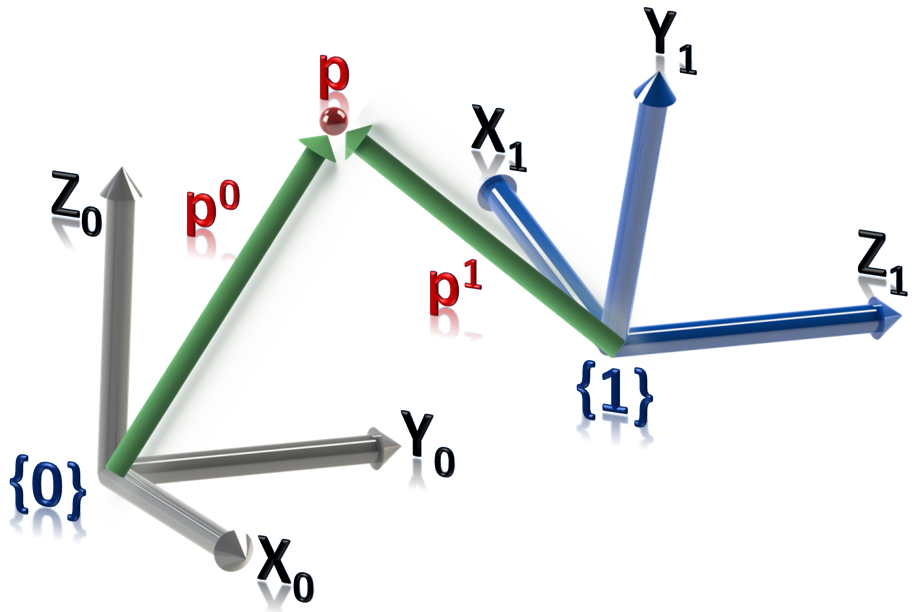 Y₁
p
X₁
Z₀
p⁰
Z₁
p¹
{1}
Y₀
{0}
X₀